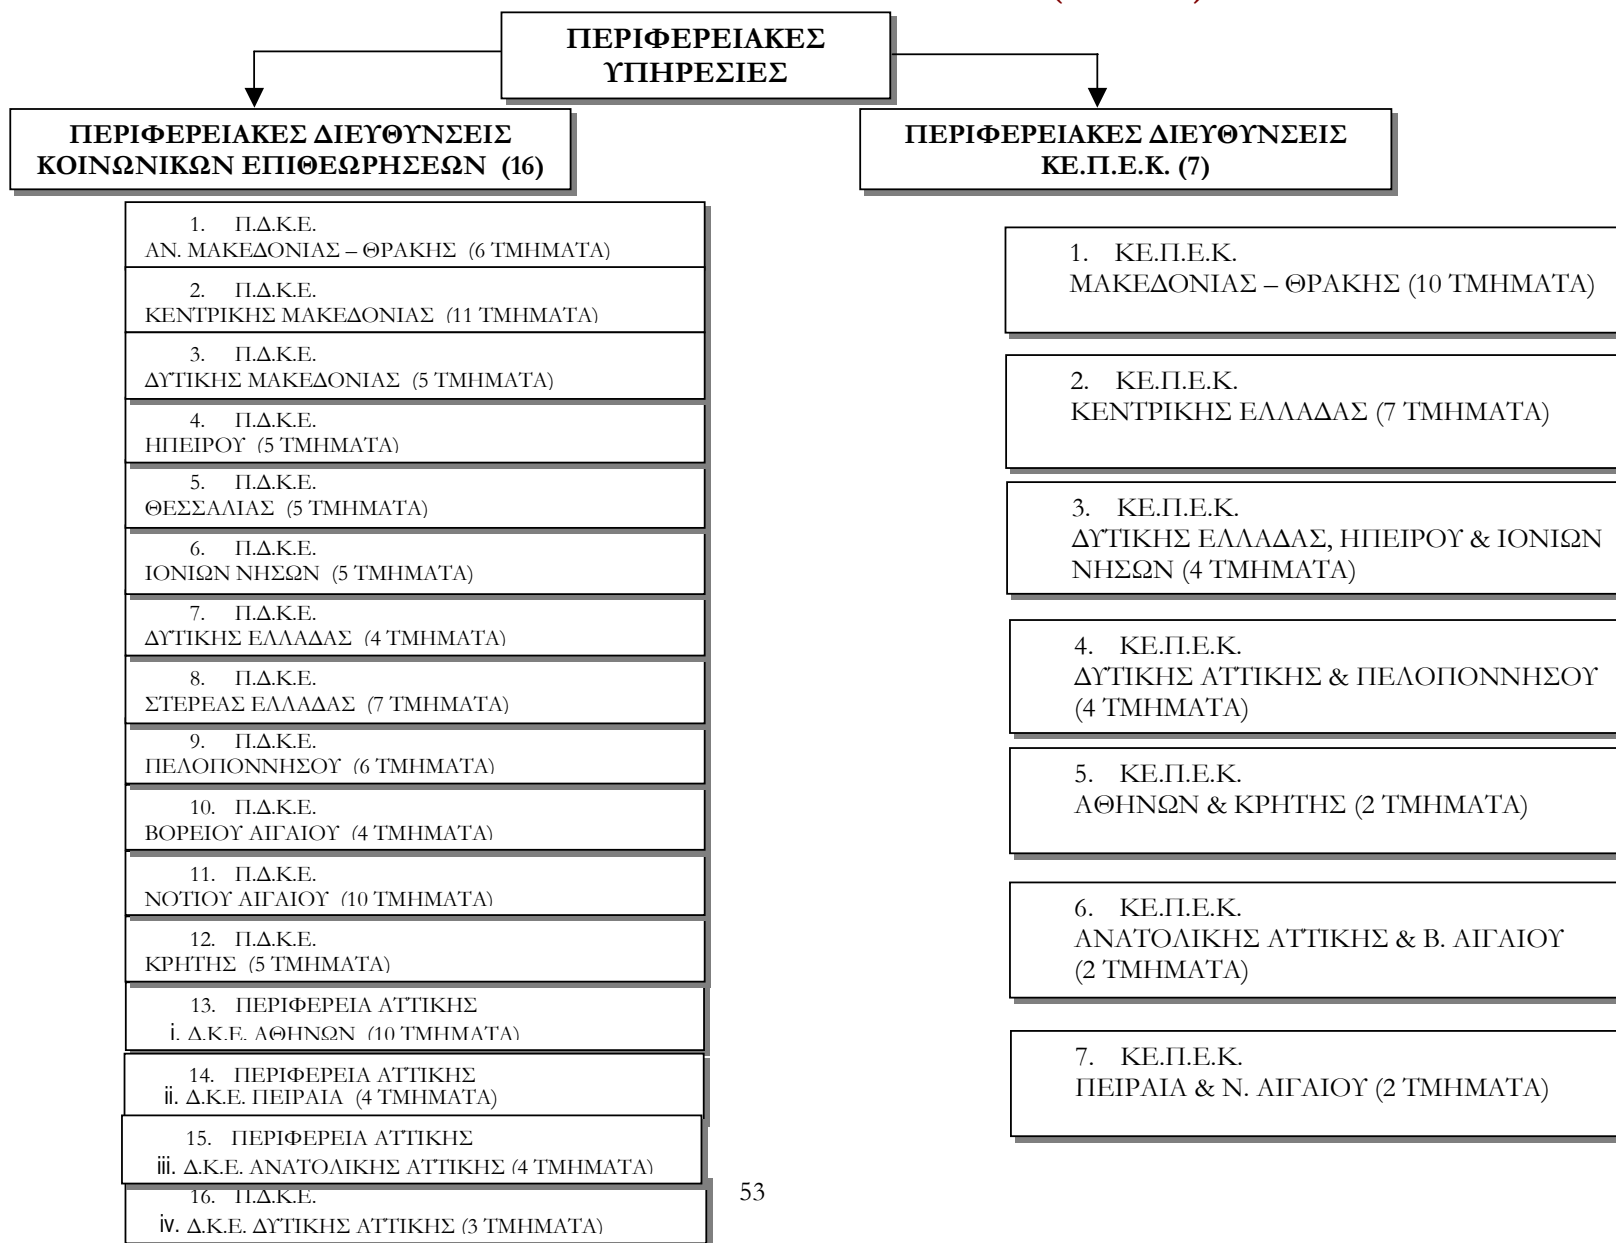 ΠΕΡΙΦΕΡΕΙΑΚΕΣ
ΥΠΗΡΕΣΙΕΣ
ΠΕΡΙΦΕΡΕΙΑΚΕΣ ΔΙΕΥΘΥΝΣΕΙΣ
ΚΟΙΝΩΝΙΚΩΝ ΕΠΙΘΕΩΡΗΣΕΩΝ (16)
1. Π.Δ.Κ.Ε.
ΑΝ. ΜΑΚΕΔΟΝΙΑΣ – ΘΡΑΚΗΣ (6 ΤΜΗΜΑΤΑ)
2. Π.Δ.Κ.Ε.
ΚΕΝΤΡΙΚΗΣ ΜΑΚΕΔΟΝΙΑΣ (11 ΤΜΗΜΑΤΑ)
3. Π.Δ.Κ.Ε.
ΔΥΤΙΚΗΣ ΜΑΚΕΔΟΝΙΑΣ (5 ΤΜΗΜΑΤΑ)
4. Π.Δ.Κ.Ε.
ΗΠΕΙΡΟΥ (5 ΤΜΗΜΑΤΑ)
5. Π.Δ.Κ.Ε.
ΘΕΣΣΑΛΙΑΣ (5 ΤΜΗΜΑΤΑ)
6. Π.Δ.Κ.Ε.
ΙΟΝΙΩΝ ΝΗΣΩΝ (5 ΤΜΗΜΑΤΑ)
7. Π.Δ.Κ.Ε.
ΔΥΤΙΚΗΣ ΕΛΛΑΔΑΣ (4 ΤΜΗΜΑΤΑ)
8. Π.Δ.Κ.Ε.
ΣΤΕΡΕΑΣ ΕΛΛΑΔΑΣ (7 ΤΜΗΜΑΤΑ)
9. Π.Δ.Κ.Ε.
ΠΕΛΟΠΟΝΝΗΣΟΥ (6 ΤΜΗΜΑΤΑ)
10. Π.Δ.Κ.Ε.
ΒΟΡΕΙΟΥ ΑΙΓΑΙΟΥ (4 ΤΜΗΜΑΤΑ)
11. Π.Δ.Κ.Ε.
ΝΟΤΙΟΥ ΑΙΓΑΙΟΥ (10 ΤΜΗΜΑΤΑ)
12. Π.Δ.Κ.Ε.
ΚΡΗΤΗΣ (5 ΤΜΗΜΑΤΑ)
13. ΠΕΡΙΦΕΡΕΙΑ ΑΤΤΙΚΗΣ
i. Δ.Κ.Ε. ΑΘΗΝΩΝ (10 ΤΜΗΜΑΤΑ)
14. ΠΕΡΙΦΕΡΕΙΑ ΑΤΤΙΚΗΣ
ii. Δ.Κ.Ε. ΠΕΙΡΑΙΑ (4 ΤΜΗΜΑΤΑ)
15. ΠΕΡΙΦΕΡΕΙΑ ΑΤΤΙΚΗΣ
iii. Δ.Κ.Ε. ΑΝΑΤΟΛΙΚΗΣ ΑΤΤΙΚΗΣ (4 ΤΜΗΜΑΤΑ)
16. Π.Δ.Κ.Ε.
iv. Δ.Κ.Ε. ΔΥΤΙΚΗΣ ΑΤΤΙΚΗΣ (3 ΤΜΗΜΑΤΑ)
ΠΕΡΙΦΕΡΕΙΑΚΕΣ ΔΙΕΥΘΥΝΣΕΙΣ
ΚΕ.Π.Ε.Κ. (7)
1. ΚΕ.Π.Ε.Κ.
ΜΑΚΕΔΟΝΙΑΣ – ΘΡΑΚΗΣ (10 ΤΜΗΜΑΤΑ)
2. ΚΕ.Π.Ε.Κ.
ΚΕΝΤΡΙΚΗΣ ΕΛΛΑΔΑΣ (7 ΤΜΗΜΑΤΑ)
3. ΚΕ.Π.Ε.Κ.
ΔΥΤΙΚΗΣ ΕΛΛΑΔΑΣ, ΗΠΕΙΡΟΥ & ΙΟΝΙΩΝ
ΝΗΣΩΝ (4 ΤΜΗΜΑΤΑ)
4. ΚΕ.Π.Ε.Κ.
ΔΥΤΙΚΗΣ ΑΤΤΙΚΗΣ & ΠΕΛΟΠΟΝΝΗΣΟΥ
(4 ΤΜΗΜΑΤΑ)
5. ΚΕ.Π.Ε.Κ.
ΑΘΗΝΩΝ & ΚΡΗΤΗΣ (2 ΤΜΗΜΑΤΑ)
6. ΚΕ.Π.Ε.Κ.
ΑΝΑΤΟΛΙΚΗΣ ΑΤΤΙΚΗΣ & Β. ΑΙΓΑΙΟΥ
(2 ΤΜΗΜΑΤΑ)
7. ΚΕ.Π.Ε.Κ.
ΠΕΙΡΑΙΑ & Ν. ΑΙΓΑΙΟΥ (2 ΤΜΗΜΑΤΑ)
53